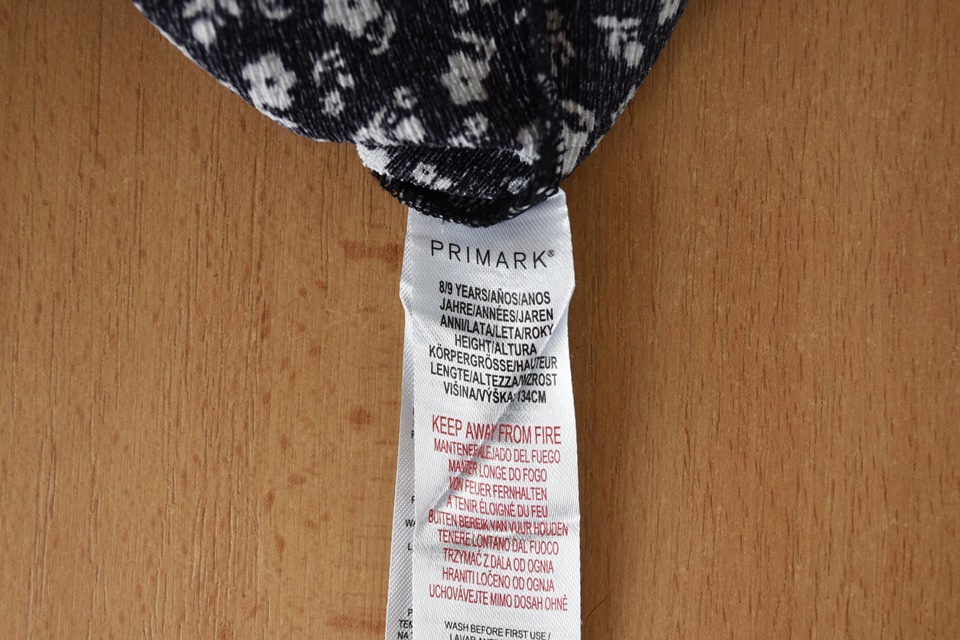 PRIMARK®
8/9 YEARS/AÑOS/ANOS
JAHRE/ANNÉES/JAREN
ANNI/LATA/LETA/ROKY
HEIGHT/ALTURA
KÖRPERGRÖSSE/HAUTEUR
LENGTE/ALTEZZA/WZROST
VIŠINA/VÝŠKA: 134CM
KEEP AWAY FROM FIRE
MANTENER ALEJADO DEL FUEGO
MANTER LONGE DO FOGO
VON FEUER FERNHALTEN
À TENIR ÉLOIGNÉ DU FEU
BUITEN BEREIK VAN VUUR HOUDEN
TENERE LONTANO DAL FUOCO
TRZYMAĆ Z DALA OD OGNIA
HRANITI LOČENO OD OGNJA
UCHOVÁVEJTE MIMO DOSAH OHNĚ
WASH BEFORE FIRST USE /